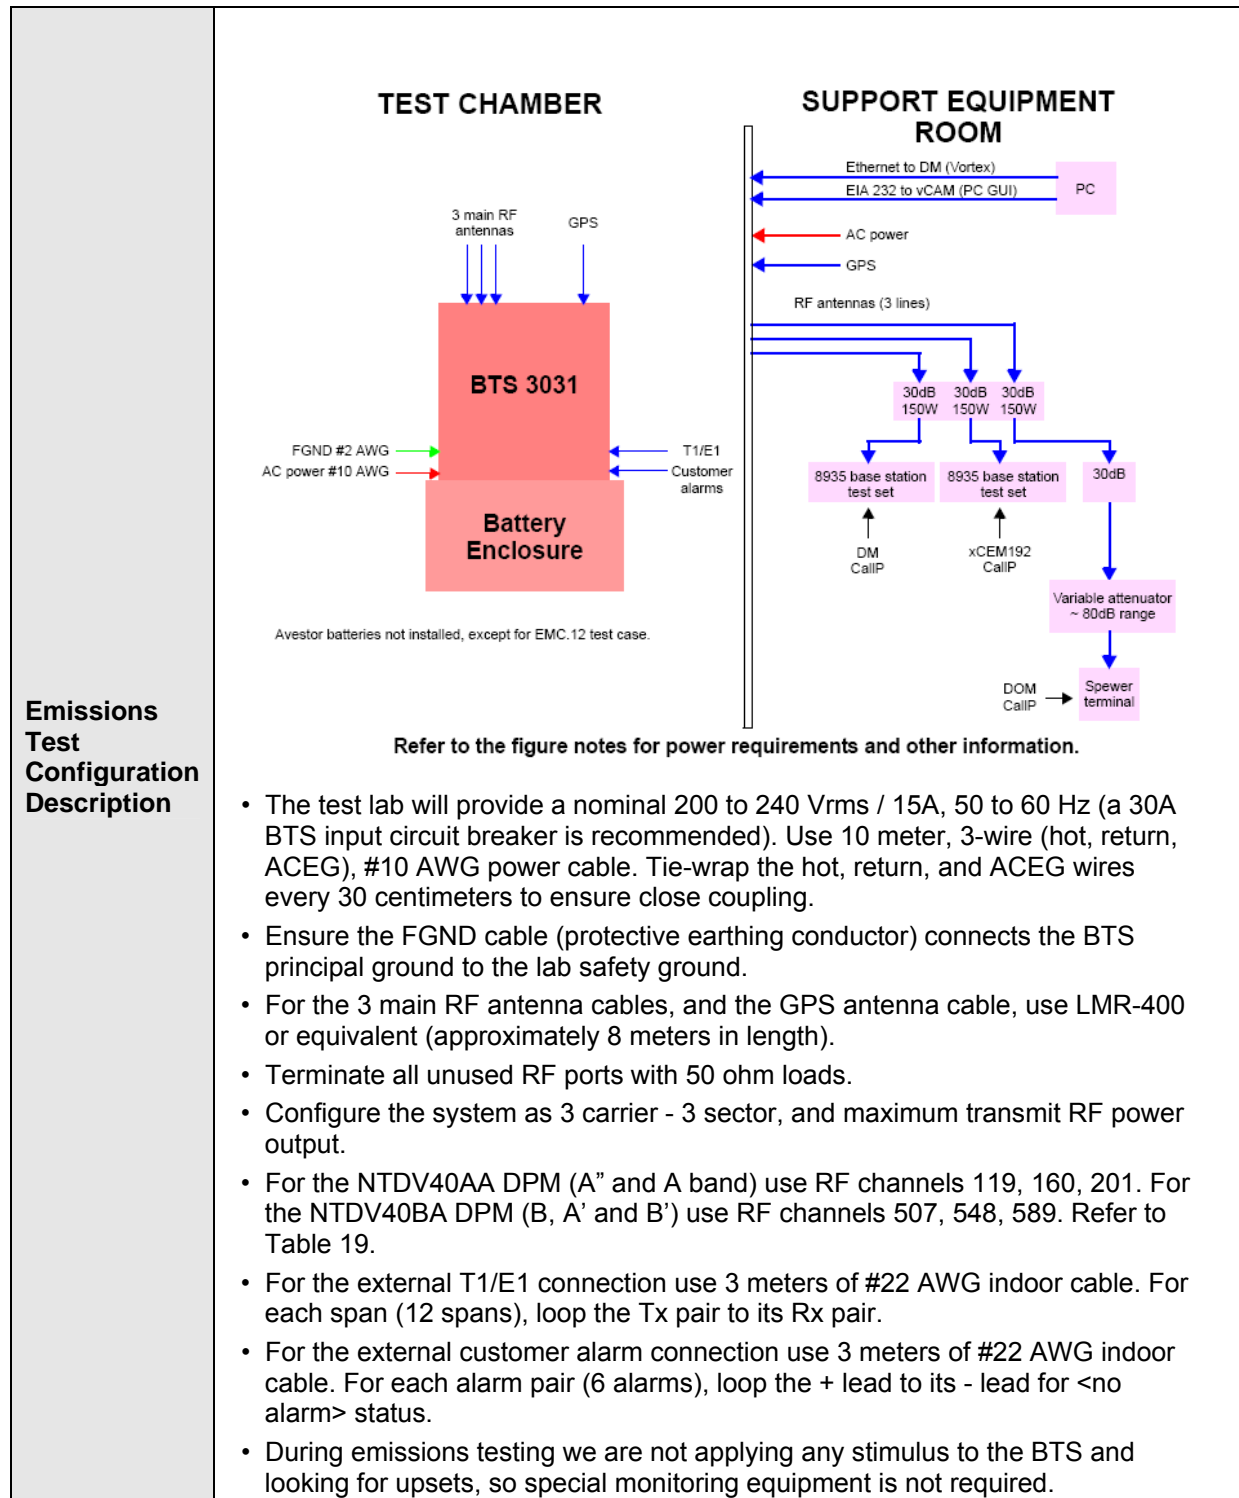 TEST CHAMBER
SUPPORT EQUIPMENT
ROOM
Ethernet to DM (Vortex)
EIA 232 to vCAM (PC GUI)
PC
AC power
GPS
RF antennas (3 lines)
3 main RF
antennas
GPS
BTS 3031
FGND #2 AWG
AC power #10 AWG
T1/E1
Customer
alarms
Battery
Enclosure
Avestor batteries not installed, except for EMC.12 test case.
30dB 30dB 30dB
150W 150W 150W
8935 base station
test set
8935 base station
test set
30dB
DM
CallP
xCEM192
CallP
Variable attenuator
~ 80dB range
DOM
CallP
Spewer
terminal
Refer to the figure notes for power requirements and other information.
Emissions
Test
Configuration
Description
• The test lab will provide a nominal 200 to 240 Vrms / 15A, 50 to 60 Hz (a 30A
BTS input circuit breaker is recommended). Use 10 meter, 3-wire (hot, return,
ACEG), #10 AWG power cable. Tie-wrap the hot, return, and ACEG wires
every 30 centimeters to ensure close coupling.
• Ensure the FGND cable (protective earthing conductor) connects the BTS
principal ground to the lab safety ground.
• For the 3 main RF antenna cables, and the GPS antenna cable, use LMR-400
or equivalent (approximately 8 meters in length).
• Terminate all unused RF ports with 50 ohm loads.
• Configure the system as 3 carrier - 3 sector, and maximum transmit RF power
output.
• For the NTDV40AA DPM (A” and A band) use RF channels 119, 160, 201. For
the NTDV40BA DPM (B, A’ and B’) use RF channels 507, 548, 589. Refer to
Table 19.
• For the external T1/E1 connection use 3 meters of #22 AWG indoor cable. For
each span (12 spans), loop the Tx pair to its Rx pair.
• For the external customer alarm connection use 3 meters of #22 AWG indoor
cable. For each alarm pair (6 alarms), loop the + lead to its - lead for <no
alarm> status.
• During emissions testing we are not applying any stimulus to the BTS and
looking for upsets, so special monitoring equipment is not required.